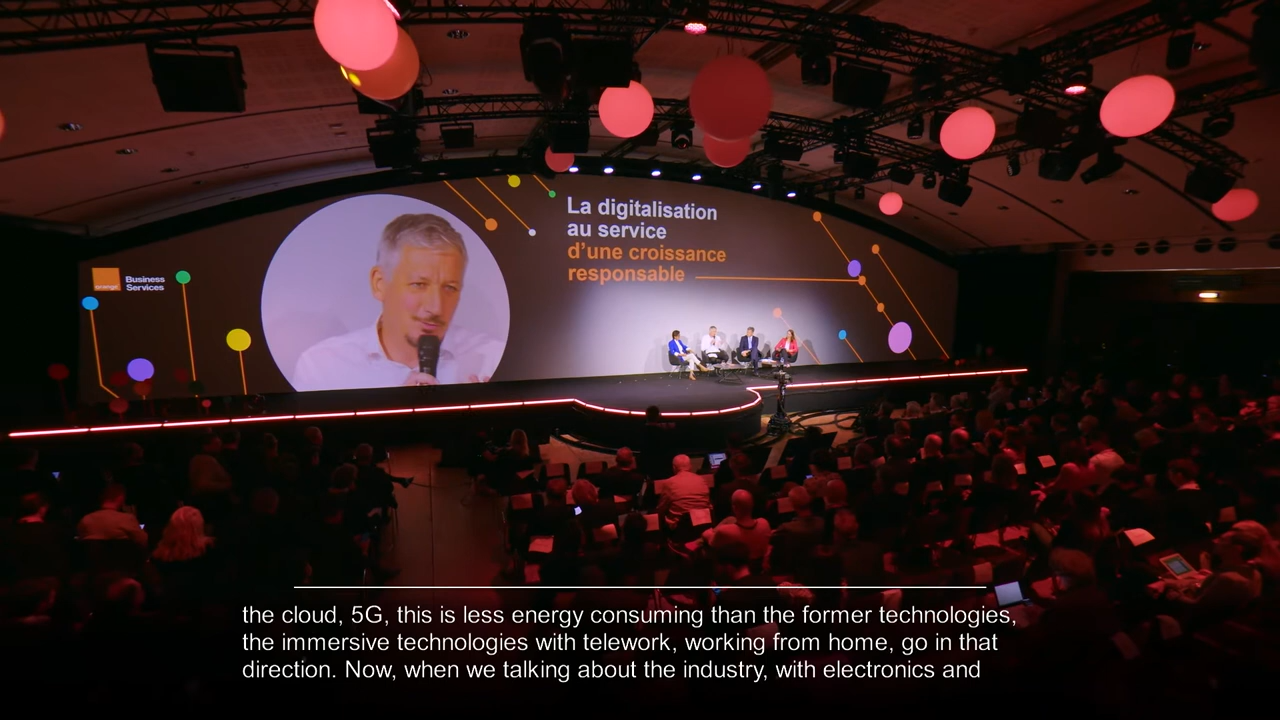 La digitalisation
au service
d’une croissance
responsable
orange
Business
Services
the cloud, 5G, this is less energy consuming than the former technologies,
the immersive technologies with telework, working from home, go in that
direction. Now, when we talking about the industry, with electronics and